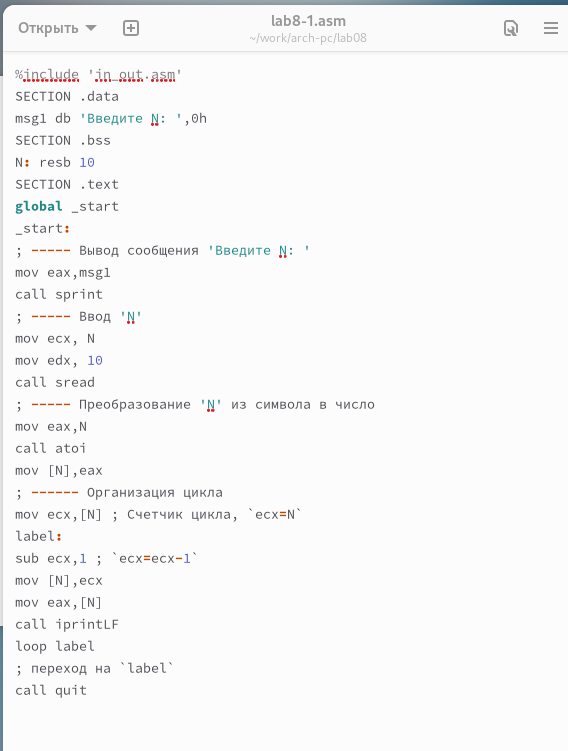 Открыть
lab8-1.asm
~/work/arch-pc/lab08
%include 'in_out.asm'
SECTION .data
msg1 db 'Введите N: ',0h
SECTION .bss
N: resb 10
SECTION .text
global _start
_start:
; ----- Вывод сообщения 'Введите N: '
mov eax,msg1
call sprint
; ----- Ввод 'N'
mov ecx, N
mov edx, 10
call sread
; ----- Преобразование 'N' из символа в число
mov eax,N
call atoi
mov [N],eax
; ------ Организация цикла
mov ecx,[N] ; Счетчик цикла, `ecx=N`
label:
sub ecx,1 ; `ecx=ecx-1`
mov [N],ecx
mov eax,[N]
call iprintLF
loop label
; переход на `label`
call quit